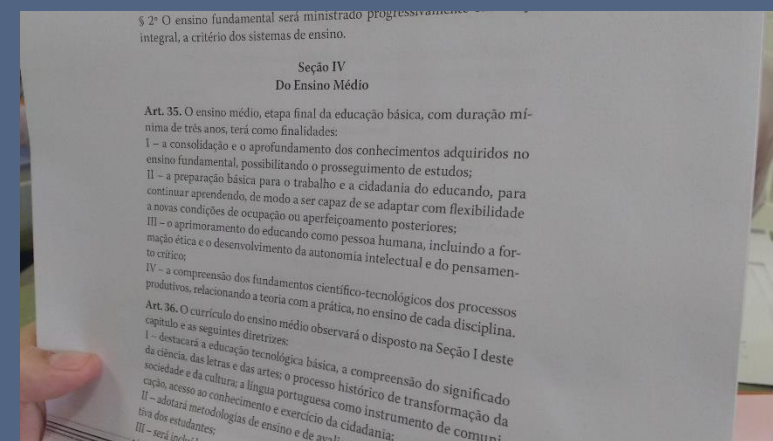 § 2º O ensino fundamental será ministrado progressivamente
integral, a critério dos sistemas de ensino.
Seção IV
Do Ensino Médio
Art. 35. O ensino médio, etapa final da educação básica, com duração mí-
nima de três anos, terá como finalidades:
I – a consolidação e o aprofundamento dos conhecimentos adquiridos no
ensino fundamental, possibilitando o prosseguimento de estudos;
II – a preparação básica para o trabalho e a cidadania do educando, para
continuar aprendendo, de modo a ser capaz de se adaptar com flexibilidade
a novas condições de ocupação ou aperfeiçoamento posteriores;
III – o aprimoramento do educando como pessoa humana, incluindo a for-
mação ética e o desenvolvimento da autonomia intelectual e do pensamen-
to crítico;
IV – a compreensão dos fundamentos científico-tecnológicos dos processos
produtivos, relacionando a teoria com a prática, no ensino de cada disciplina.
Art. 36. O currículo do ensino médio observará o disposto na Seção I deste
capítulo e as seguintes diretrizes:
I – destacará a educação tecnológica básica, a compreensão do significado
da ciência, das letras e das artes; o processo histórico de transformação da
sociedade e da cultura; a língua portuguesa como instrumento de comuni
cação, acesso ao conhecimento e exercício da cidadania;
II – adotará metodologias de ensino e de
tiva dos estudantes;
III – será